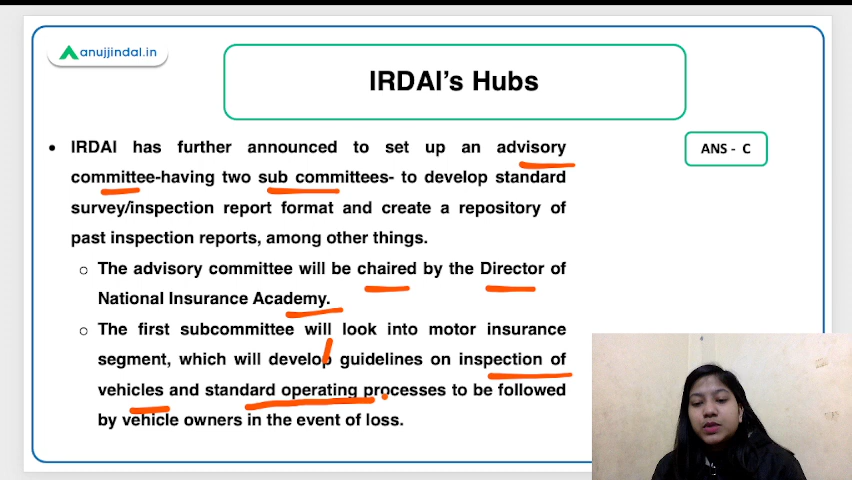 anujjindal.in
IRDAI’s Hubs
• IRDAI has further announced to set up an advisory
committee-having two sub committees- to develop standard
survey/inspection report format and create a repository of
past inspection reports, among other things.
ANS - C
○ The advisory committee will be chaired by the Director of
National Insurance Academy.
○ The first subcommittee will look into motor insurance
segment, which will develop guidelines on inspection of
vehicles and standard operating processes to be followed
by vehicle owners in the event of loss.